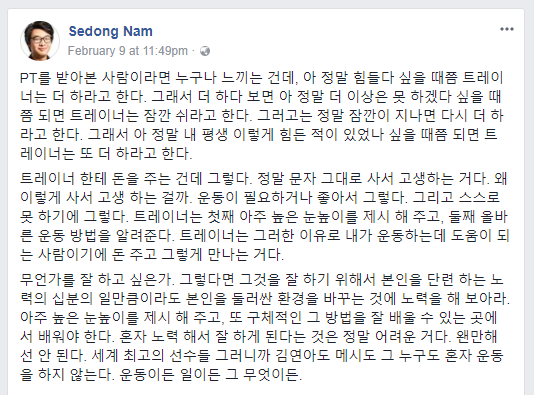 Sedong Nam
February 9 at 11:49pm ·
PT를 받아본 사람이라면 누구나 느끼는 건데, 아 정말 힘들다 싶을 때쯤 트레이
너는 더 하라고 한다. 그래서 더 하다 보면 아 정말 더 이상은 못 하겠다 싶을 때
쯤 되면 트레이너는 잠깐 쉬라고 한다. 그러고는 정말 잠깐이 지나면 다시 더 하
라고 한다. 그래서 아 정말 내 평생 이렇게 힘든 적이 있었나 싶을 때쯤 되면 트
레이너는 또 더 하라고 한다.
트레이너 한테 돈을 주는 건데 그렇다. 정말 문자 그대로 사서 고생하는 거다. 왜
이렇게 사서 고생 하는 걸까. 운동이 필요하거나 좋아서 그렇다. 그리고 스스로
못 하기에 그렇다. 트레이너는 첫째 아주 높은 눈높이를 제시 해 주고, 둘째 올바
른 운동 방법을 알려준다. 트레이너는 그러한 이유로 내가 운동하는데 도움이 되
는 사람이기에 돈 주고 그렇게 만나는 거다.
무언가를 잘 하고 싶은가. 그렇다면 그것을 잘 하기 위해서 본인을 단련 하는 노
력의 십분의 일만큼이라도 본인을 둘러싼 환경을 바꾸는 것에 노력을 해 보아라.
아주 높은 눈높이를 제시 해 주고, 또 구체적인 그 방법을 잘 배울 수 있는 곳에
서 배워야 한다. 혼자 노력 해서 잘 하게 된다는 것은 정말 어려운 거다. 왠만해
선 안 된다. 세계 최고의 선수들 그러니까 김연아도 메시도 그 누구도 혼자 운동
을 하지 않는다. 운동이든 일이든 그 무엇이든.